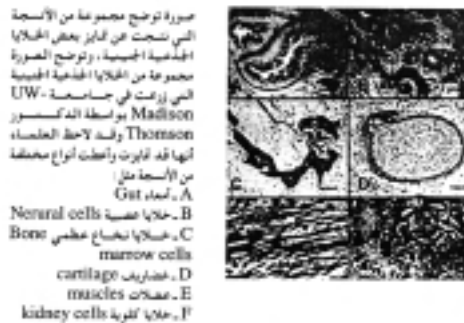 صورة توضح مجموعة من الأنسجة
التي نتجت عن تمايز بعض الخلايا
الجذعية الجنينية، وتوضح الصورة
مجموعة من الخلايا الجذعية الجنينية
التي زرعت في جامعة UW-
Madison بواسطة الدكتور
Thomson وقد لاحظ العلماء
أنها قد تمايزت وأعطت أنواع مختلفة
من الأنسجة مثل:
A ـ أمعاء Gut
B ـ خلايا عصبية Nerural cells
C ـ خلايا نخاع عظمي Bone
marrow cells
D ـ غضاريف cartilage
E ـ عضلات muscles
F ـ خلايا كلوية kidney cells
B
C
D